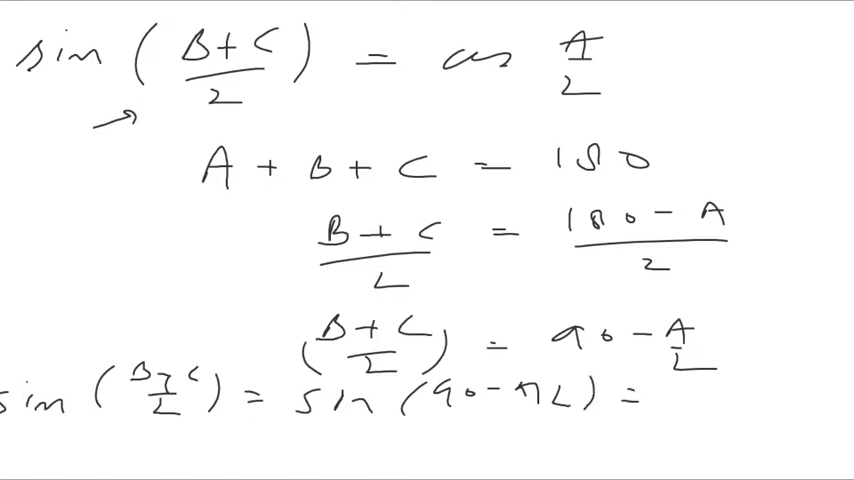 sin (B+C/2) = cos A/2
A + B + C = 180
B+C/2 = 180-A/2
(B+C/2) = 90-A/2
sin (B+C/2) = sin (90-A/2) =